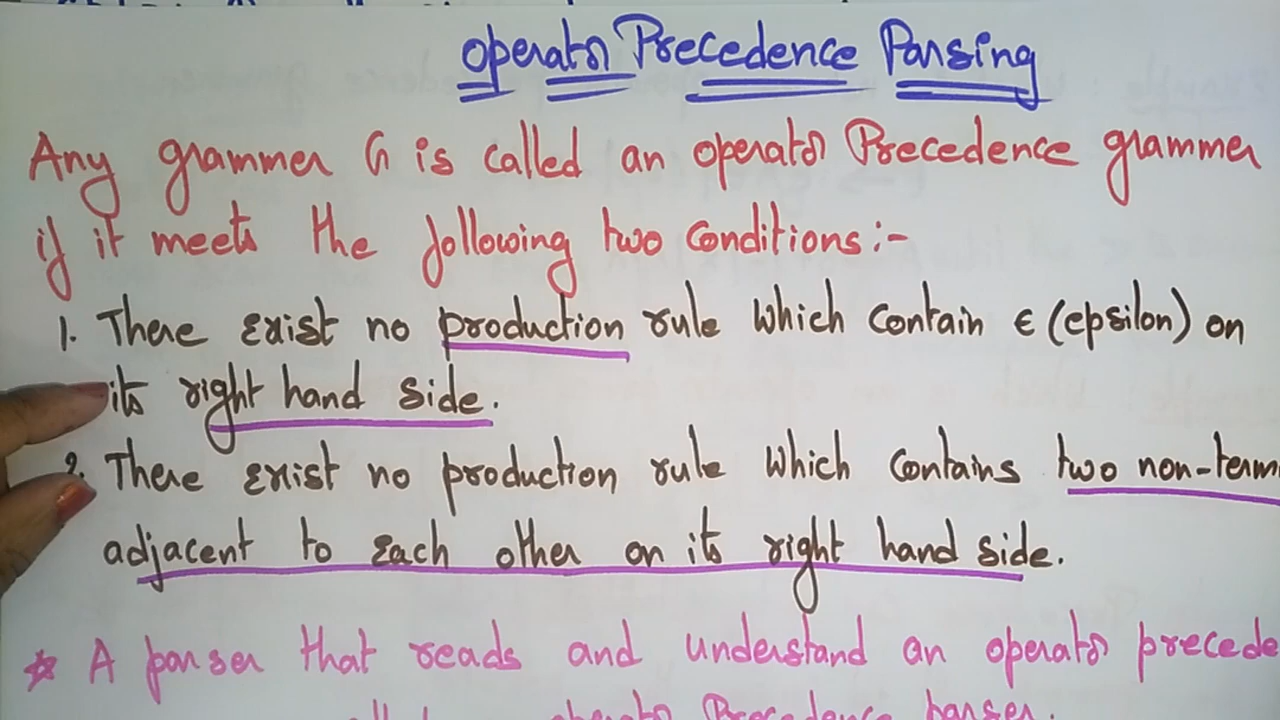 Operator Precedence Parsing
Any grammer G is called an operator Precedence grammer
if it meets the following two conditions :-
1. There exist no production rule which contain ϵ (epsilon) on
its right hand side.
2. There exist no production rule which contains two non-term
adjacent to each other on its right hand side.
☆ A parser that reads and understand an operator precede
operator Precedence parser.